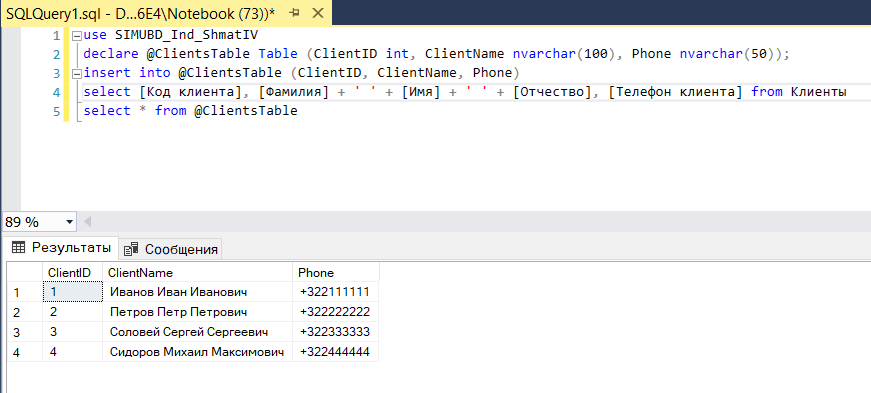 SQLQuery1.sql - D...6E4\Notebook (73))*
1 use SIMUBD_Ind_ShmatIV
2 declare @ClientsTable Table (ClientID int, ClientName nvarchar(100), Phone nvarchar(50));
3 insert into @ClientsTable (ClientID, ClientName, Phone)
4 select [Код клиента], [Фамилия] + ' ' + [Имя] + ' ' + [Отчество], [Телефон клиента] from Клиенты
5 select * from @ClientsTable
89 %
Результаты Сообщения
ClientID ClientName Phone
1 1 Иванов Иван Иванович +322111111
2 2 Петров Петр Петрович +322222222
3 3 Соловей Сергей Сергеевич +322333333
4 4 Сидоров Михаил Максимович +322444444